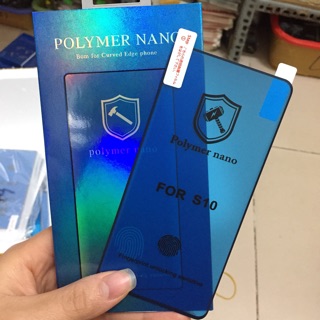 POLYMER NANO
Item for Curved Edge phone
polymer nano
Polymer nano
FOR S10